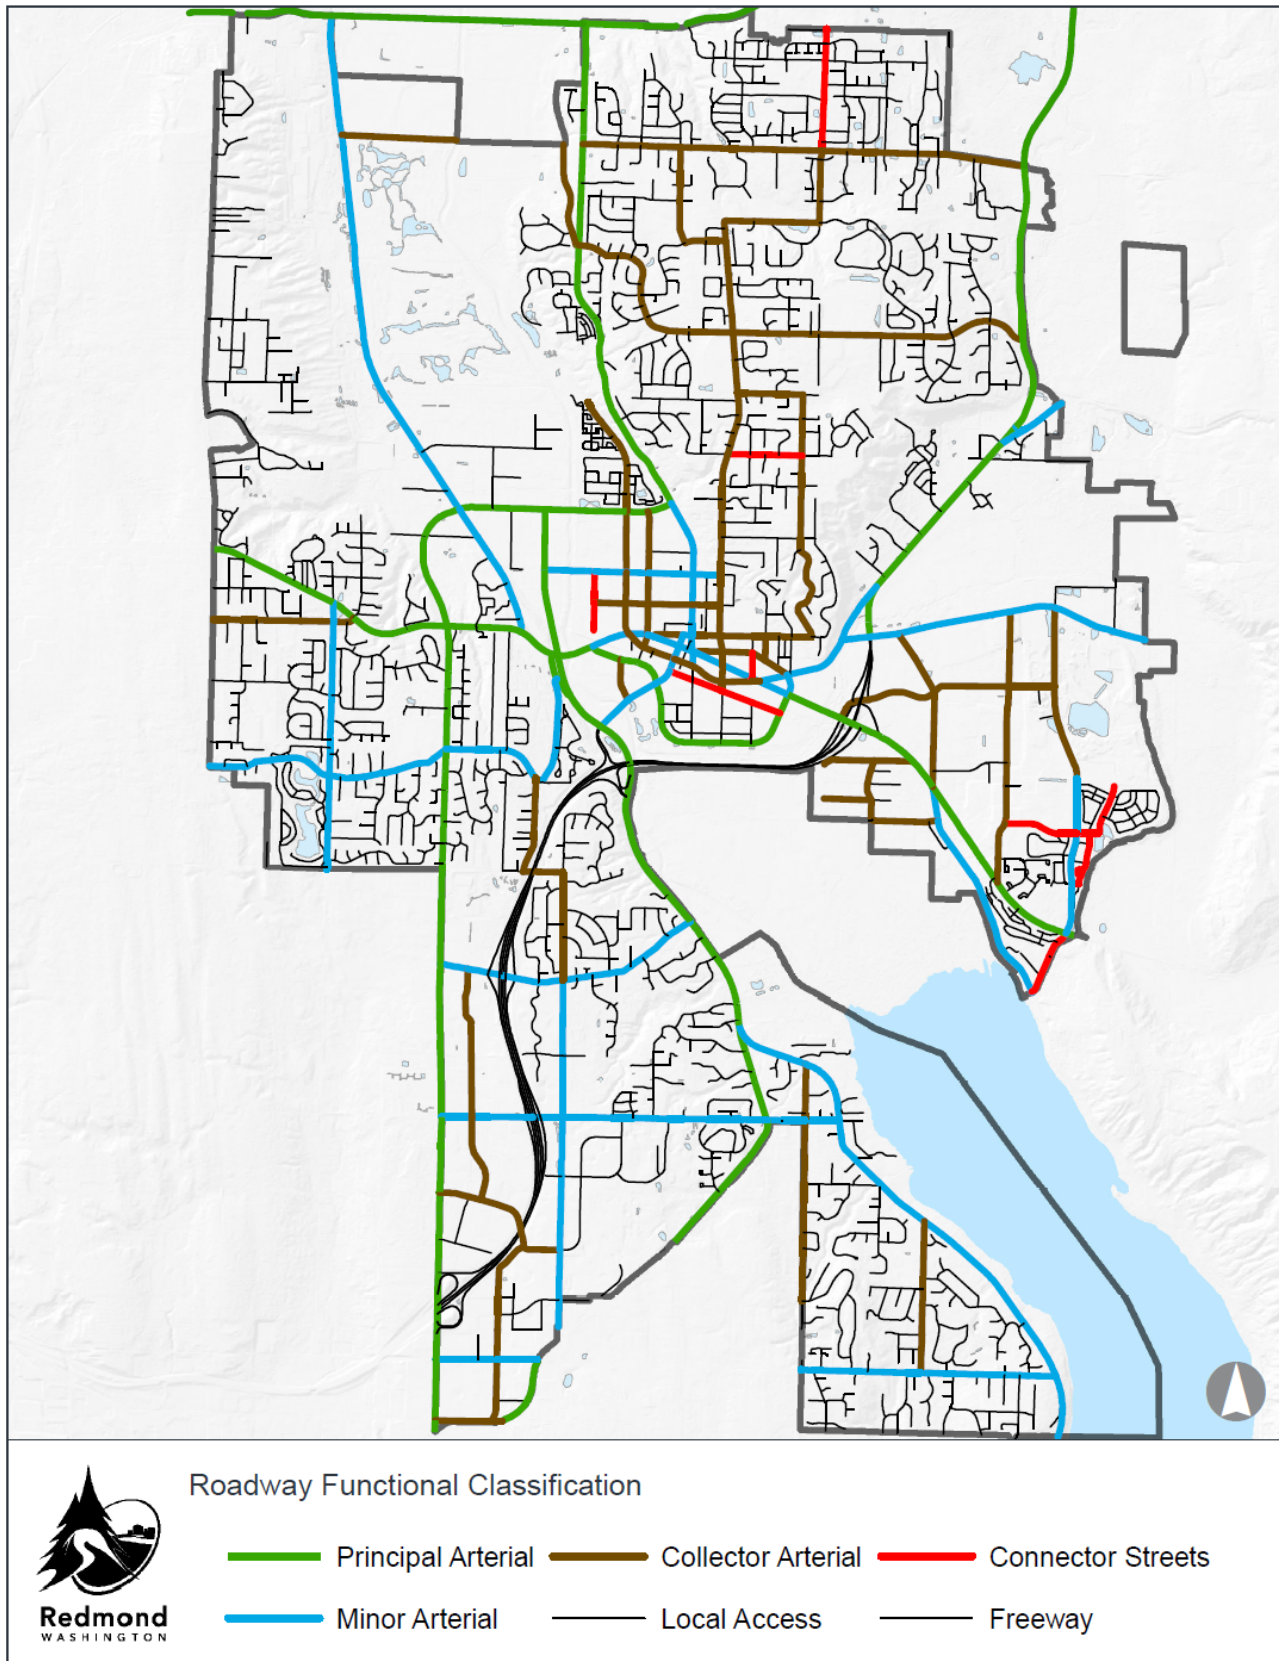 Roadway Functional Classification
Principal Arterial
Collector Arterial
Connector Streets
Minor Arterial
Local Access
Freeway
Redmond
WASHINGTON